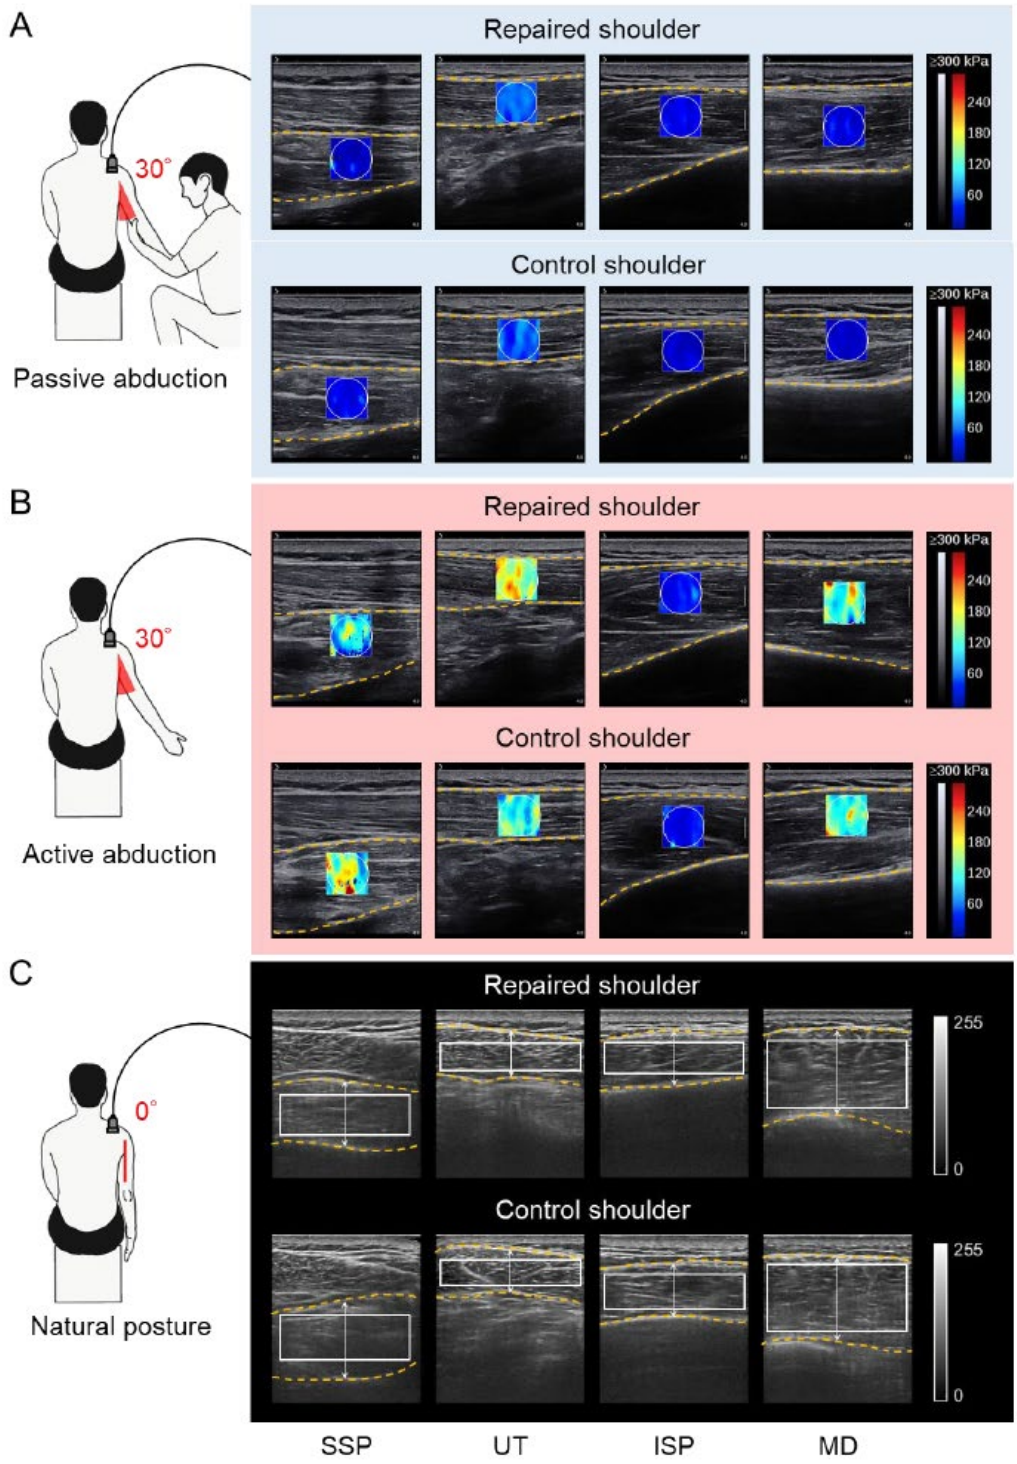 A
Repaired shoulder
≥300 kPa
240
180
120
60
30°
Control shoulder
≥300 kPa
240
180
120
60
Passive abduction
B
Repaired shoulder
≥300 kPa
240
180
120
60
30°
Control shoulder
≥300 kPa
240
180
120
60
Active abduction
C
Repaired shoulder
255
0
0°
Control shoulder
255
0
Natural posture
SSP UT ISP MD